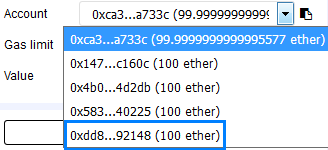 Account 0xca3...a733c (99.9999999999
0xca3...a733c (99.9999999999995577 ether)
Gas limit
0x147...c160c (100 ether)
Value
0x4b0...4d2db (100 ether)
0x583...40225 (100 ether)
0xdd8...92148 (100 ether)